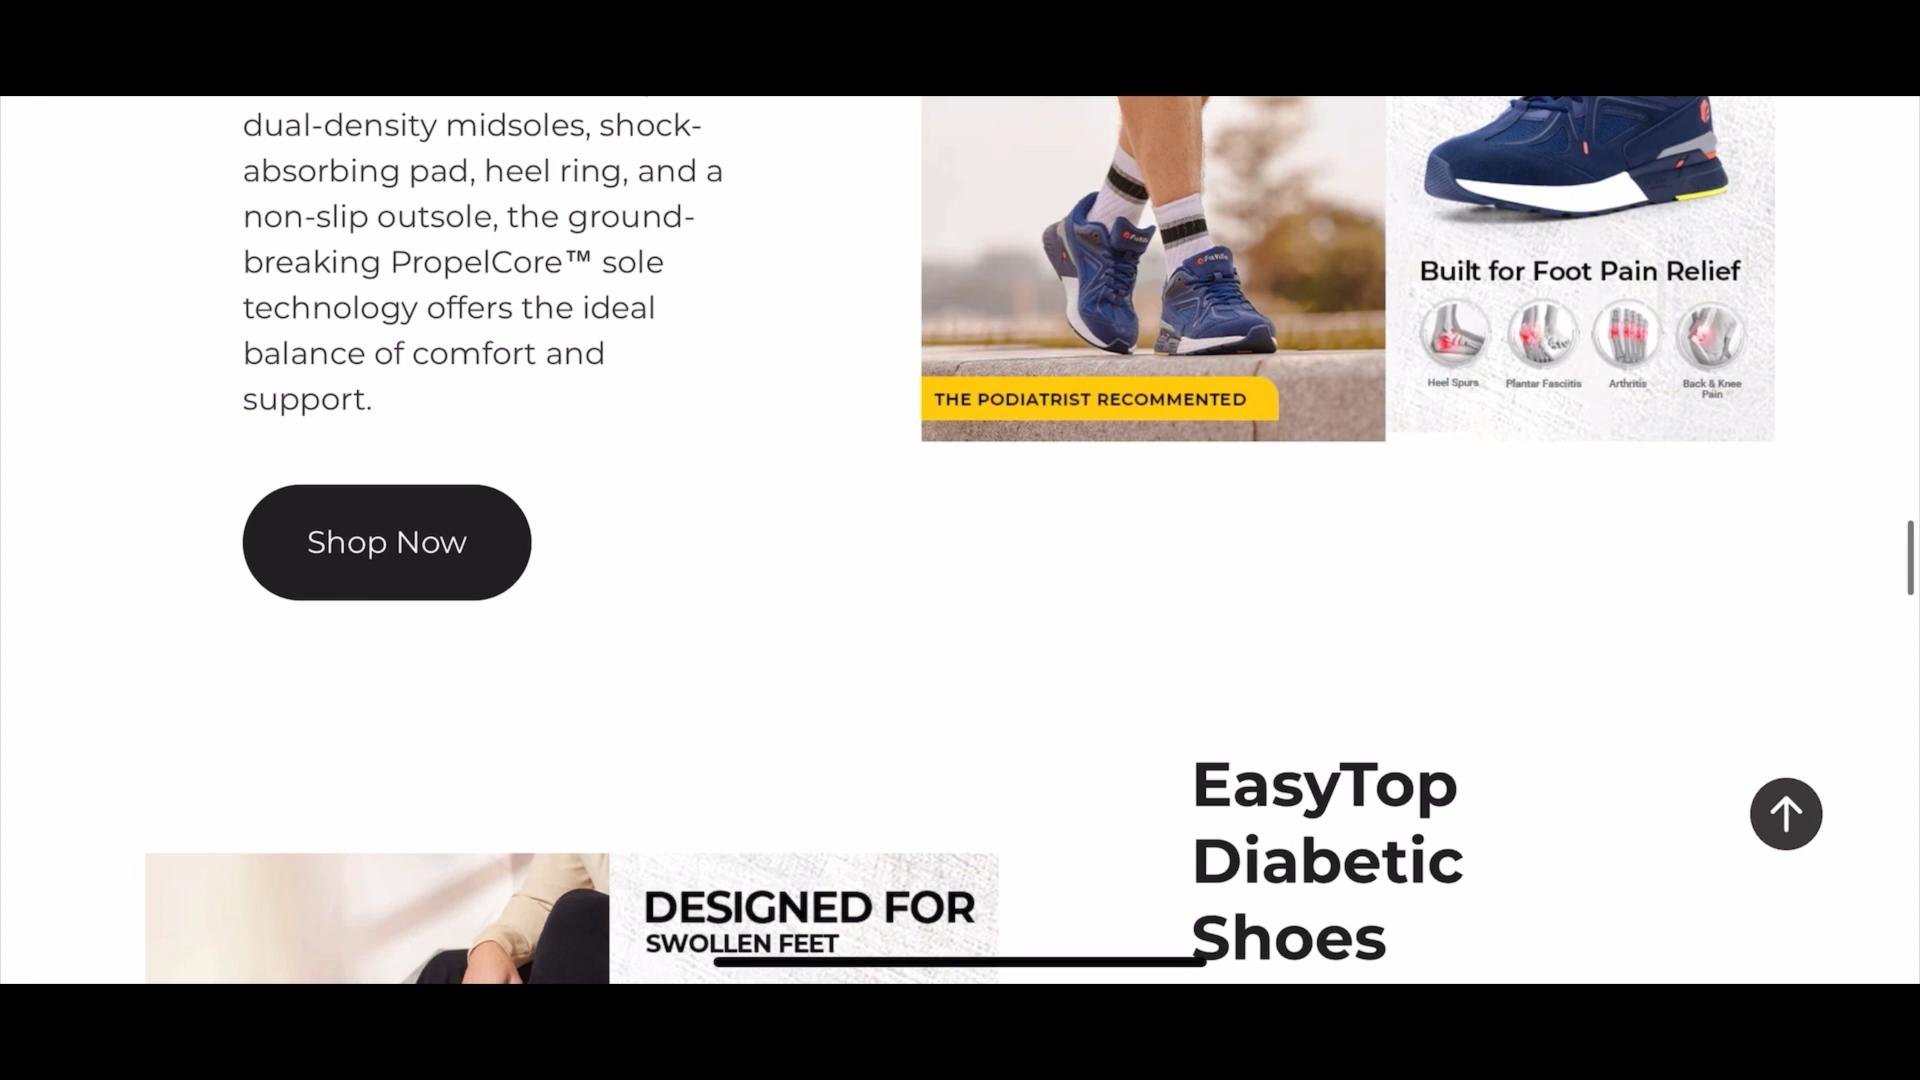 dual-density midsoles, shock-
absorbing pad, heel ring, and a
non-slip outsole, the ground-
breaking PropelCore™ sole
technology offers the ideal
balance of comfort and
support.
Shop Now
FitVille
FitVille
THE PODIATRIST RECOMMENTED
Built for Foot Pain Relief
Heel Spurs
Plantar Fasciitis
Arthritis
Back & Knee
Pain
DESIGNED FOR
SWOLLEN FEET
EasyTop
Diabetic
Shoes